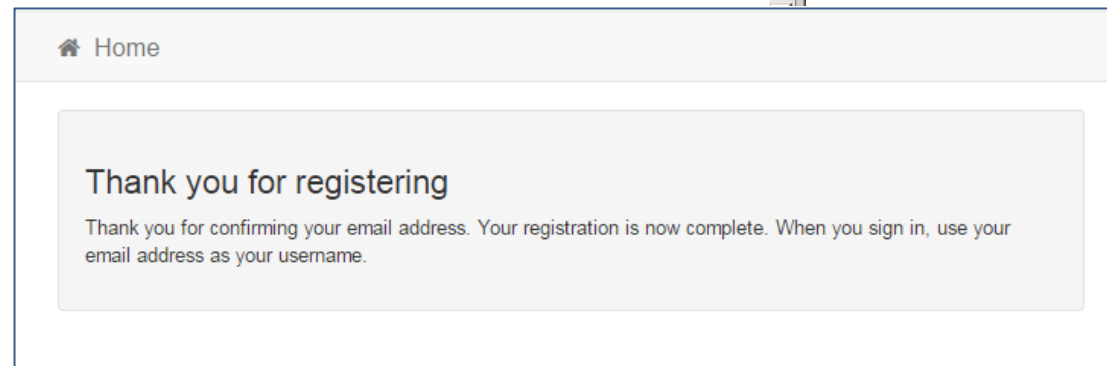 Home
Thank you for registering
Thank you for confirming your email address. Your registration is now complete. When you sign in, use your
email address as your username.